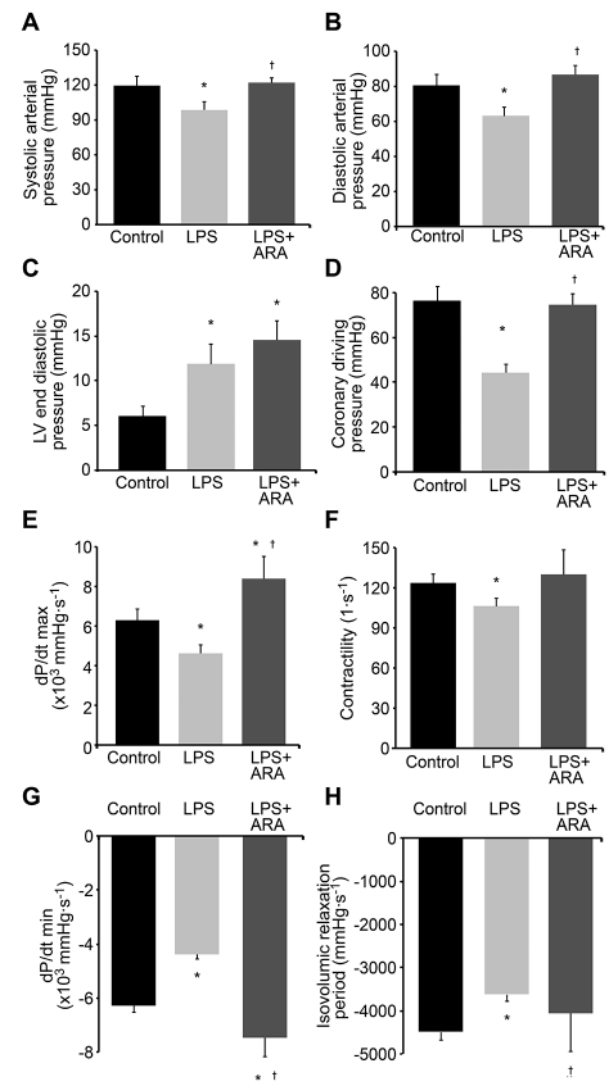 A
Systolic arterial
pressure (mmHg)
150
120
90
60
30
0
*
†
Control LPS LPS+
ARA
B
Diastolic arterial
pressure (mmHg)
100
80
60
40
20
0
*
†
Control LPS LPS+
ARA
C
LV end diastolic
pressure (mmHg)
20
15
10
5
0
*
*
Control LPS LPS+
ARA
D
Coronary driving
pressure (mmHg)
80
60
40
20
0
*
†
Control LPS LPS+
ARA
E
dP/dt max
(x10³ mmHg·s⁻¹)
10
8
6
4
2
0
*
* †
Control LPS LPS+
ARA
F
Contractility (1·s⁻¹)
150
120
90
60
30
0
*
Control LPS LPS+
ARA
G
Control LPS LPS+
ARA
dP/dt min
(x10³ mmHg·s⁻¹)
0
-2
-4
-6
-8
*
* †
H
Control LPS LPS+
ARA
Isovolumic relaxation
period (mmHg·s⁻¹)
0
-1000
-2000
-3000
-4000
-5000
*
†